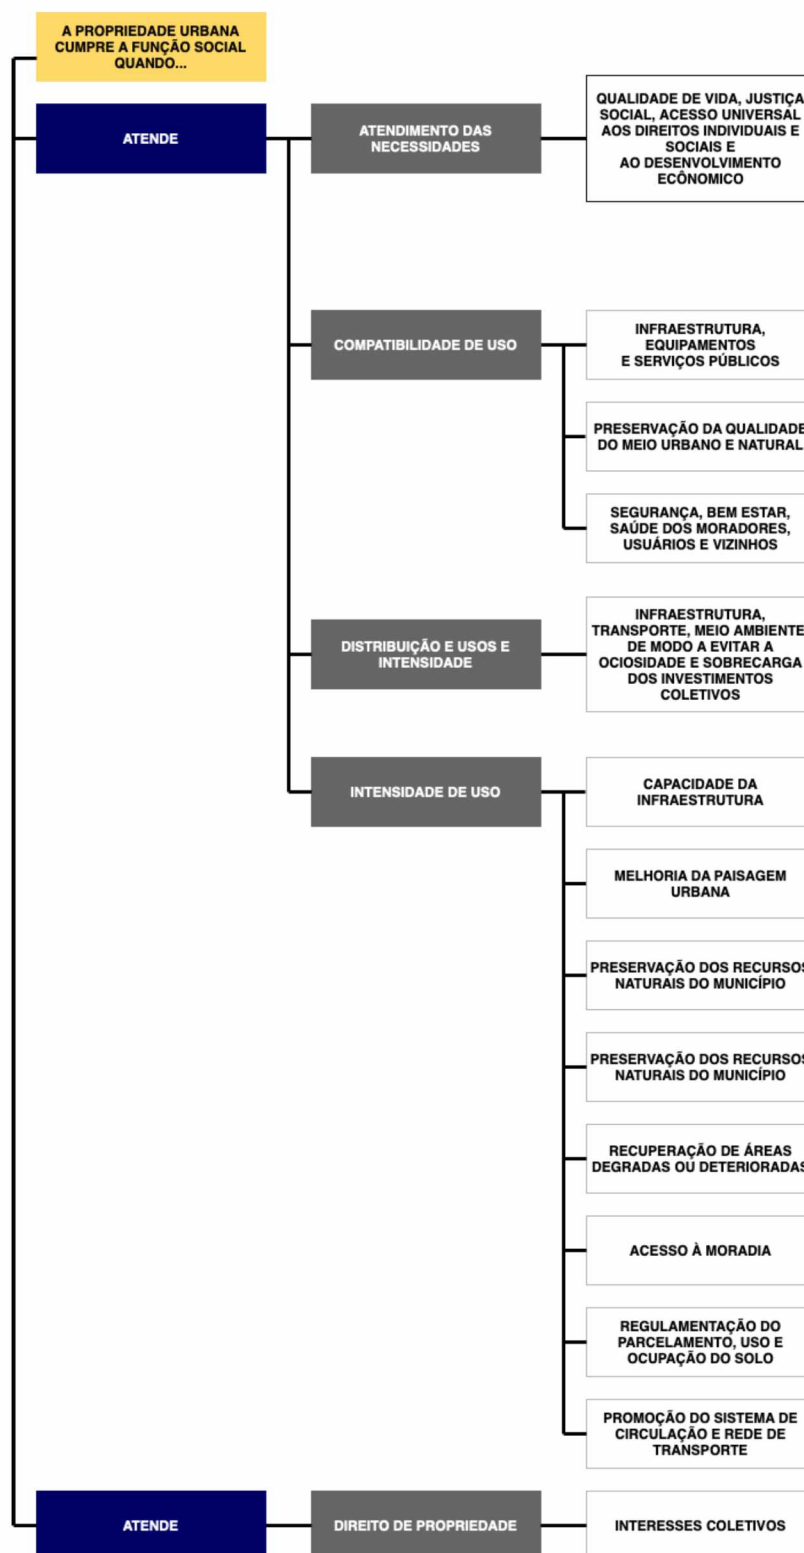 A PROPRIEDADE URBANA
CUMPRE A FUNÇÃO SOCIAL
QUANDO...
ATENDE
ATENDIMENTO DAS
NECESSIDADES
QUALIDADE DE VIDA, JUSTIÇA
SOCIAL, ACESSO UNIVERSAL
AOS DIREITOS INDIVIDUAIS E
SOCIAIS E
AO DESENVOLVIMENTO
ECÔNOMICO
COMPATIBILIDADE DE USO
INFRAESTRUTURA,
EQUIPAMENTOS
E SERVIÇOS PÚBLICOS
PRESERVAÇÃO DA QUALIDADE
DO MEIO URBANO E NATURAL
SEGURANÇA, BEM ESTAR,
SAÚDE DOS MORADORES,
USUÁRIOS E VIZINHOS
DISTRIBUIÇÃO E USOS E
INTENSIDADE
INFRAESTRUTURA,
TRANSPORTE, MEIO AMBIENTE
DE MODO A EVITAR A
OCIOSIDADE E SOBRECARGA
DOS INVESTIMENTOS
COLETIVOS
INTENSIDADE DE USO
CAPACIDADE DA
INFRAESTRUTURA
MELHORIA DA PAISAGEM
URBANA
PRESERVAÇÃO DOS RECURSOS
NATURAIS DO MUNICÍPIO
PRESERVAÇÃO DOS RECURSOS
NATURAIS DO MUNICÍPIO
RECUPERAÇÃO DE ÁREAS
DEGRADAS OU DETERIORADAS
ACESSO À MORADIA
REGULAMENTAÇÃO DO
PARCELAMENTO, USO E
OCUPAÇÃO DO SOLO
PROMOÇÃO DO SISTEMA DE
CIRCULAÇÃO E REDE DE
TRANSPORTE
ATENDE
DIREITO DE PROPRIEDADE
INTERESSES COLETIVOS